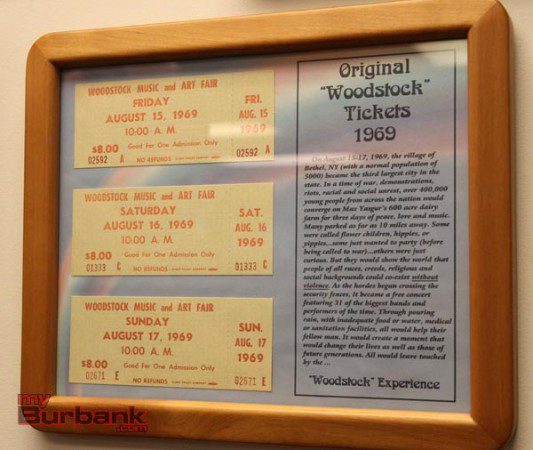 WOODSTOCK MUSIC AND ART FAIR
FRIDAY
AUGUST 15, 1969
10:00 A. M.
$8.00 Good For One Admission Only
02592 A NO REFUNDS
FRI.
AUG. 15
1969
02592 A
WOODSTOCK MUSIC AND ART FAIR
SATURDAY
AUGUST 16, 1969
10:00 A. M.
$8.00 Good For One Admission Only
01333 C NO REFUNDS
SAT.
AUG. 16
1969
01333 C
WOODSTOCK MUSIC AND ART FAIR
SUNDAY
AUGUST 17, 1969
10:00 A. M.
$8.00 Good For One Admission Only
02671 E NO REFUNDS
SUN.
AUG. 17
1969
02671 E
Original
"Woodstock"
Tickets
1969
On August 15-17, 1969, the village of
Bethel, NY (with a normal population of
5000) became the third largest city in the
state. In a time of war, demonstrations,
riots, racial and social unrest, over 400,000
young people from across the nation would
converge on Max Yasgur's 600 acre dairy
farm for three days of peace, love and music.
Many parked as far as 10 miles away. Some
were called flower children, hippies, or
yippies...some just wanted to party (before
being called to war)...others were just
curious. But they would show the world that
people of all races, creeds, religious and
social backgrounds could co-exist without
violence. As the hordes begun crossing the
security fences, it became a free concert
featuring 31 of the biggest bands and
performers of the time. Through pouring
rain, with inadequate food or water, medical
or sanitation facilities, all would help their
fellow man. It would create a moment that
would change their lives as well as those of
future generations. All would leave touched
by the ...
"Woodstock" Experience
my
Burbank
.com